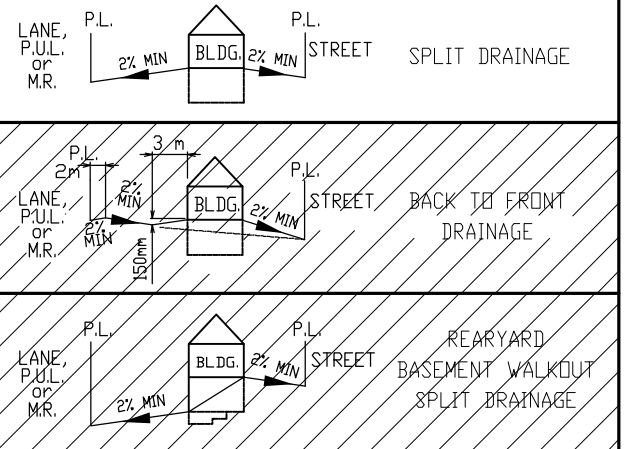 P.L.
P.L.
LANE,
P.U.L.
or
M.R.
2% MIN
BLDG.
2% MIN
STREET
SPLIT DRAINAGE
3 m
P.L.
2m
P.L.
2% MIN
LANE,
P.U.L.
or
M.R.
2% MIN
BLDG.
2% MIN
STREET
150mm
BACK TO FRONT
DRAINAGE
P.L.
P.L.
LANE,
P.U.L.
or
M.R.
BLDG.
2% MIN
STREET
2% MIN
REARYARD
BASEMENT WALKOUT
SPLIT DRAINAGE